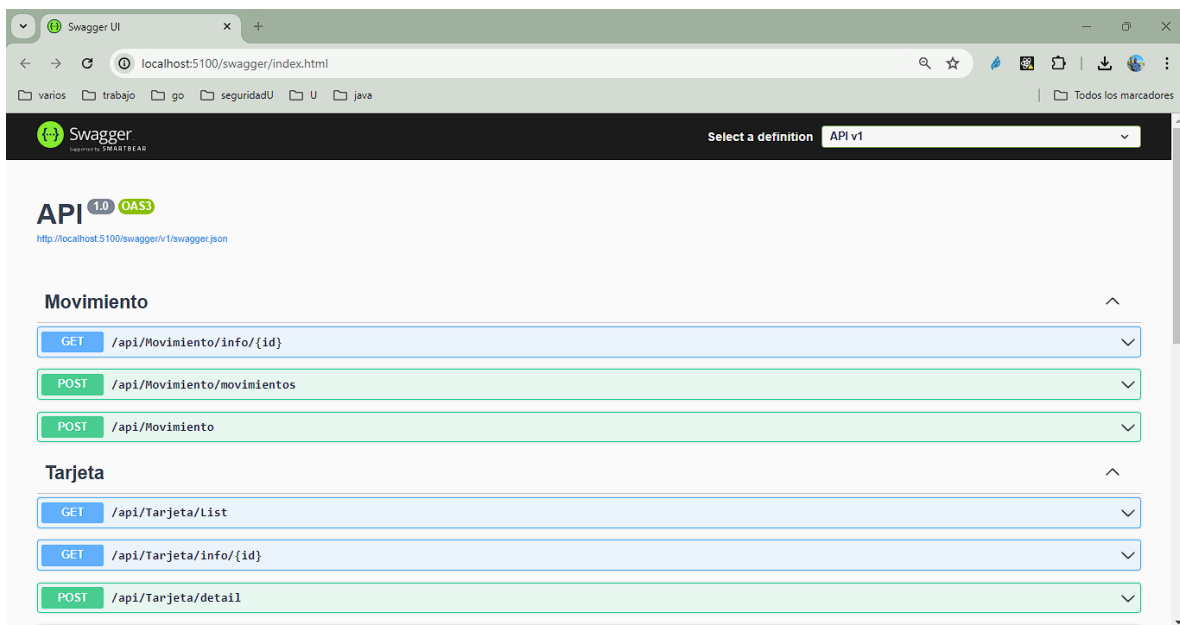 Swagger UI
localhost:5100/swagger/index.html
varios trabajo go seguridadU U java Todos los marcadores
Swagger
Supported by SMARTBEAR
Select a definition API v1
API 1.0 OAS3
http://localhost:5100/swagger/v1/swagger.json
Movimiento
GET /api/Movimiento/info/{id}
POST /api/Movimiento/movimientos
POST /api/Movimiento
Tarjeta
GET /api/Tarjeta/List
GET /api/Tarjeta/info/{id}
POST /api/Tarjeta/detail